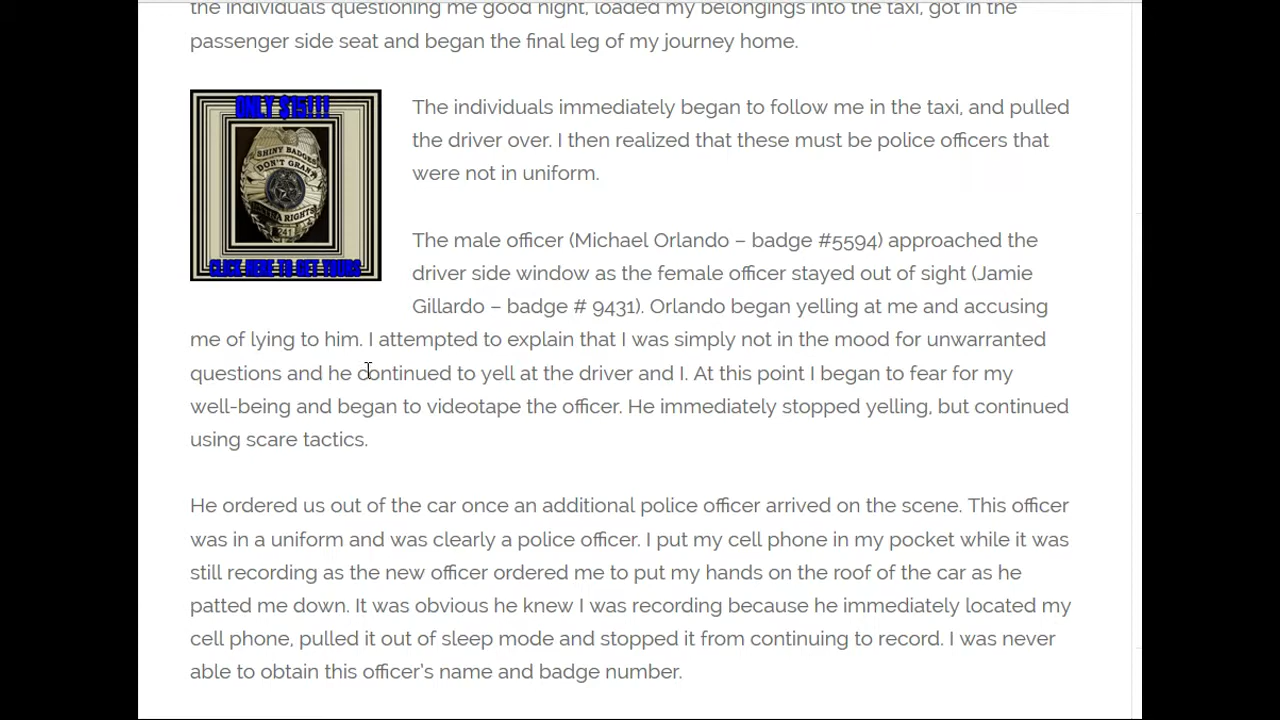 the individuals questioning me good night, loaded my belongings into the taxi, got in the
passenger side seat and began the final leg of my journey home.
ONLY $15!!!
SHINY BADGES
DON'T GRANT
EXTRA RIGHTS
241
CLICK HERE TO GET YOURS
The individuals immediately began to follow me in the taxi, and pulled
the driver over. I then realized that these must be police officers that
were not in uniform.
The male officer (Michael Orlando – badge #5594) approached the
driver side window as the female officer stayed out of sight (Jamie
Gillardo – badge # 9431). Orlando began yelling at me and accusing
me of lying to him. I attempted to explain that I was simply not in the mood for unwarranted
questions and he continued to yell at the driver and I. At this point I began to fear for my
well-being and began to videotape the officer. He immediately stopped yelling, but continued
using scare tactics.
He ordered us out of the car once an additional police officer arrived on the scene. This officer
was in a uniform and was clearly a police officer. I put my cell phone in my pocket while it was
still recording as the new officer ordered me to put my hands on the roof of the car as he
patted me down. It was obvious he knew I was recording because he immediately located my
cell phone, pulled it out of sleep mode and stopped it from continuing to record. I was never
able to obtain this officer's name and badge number.